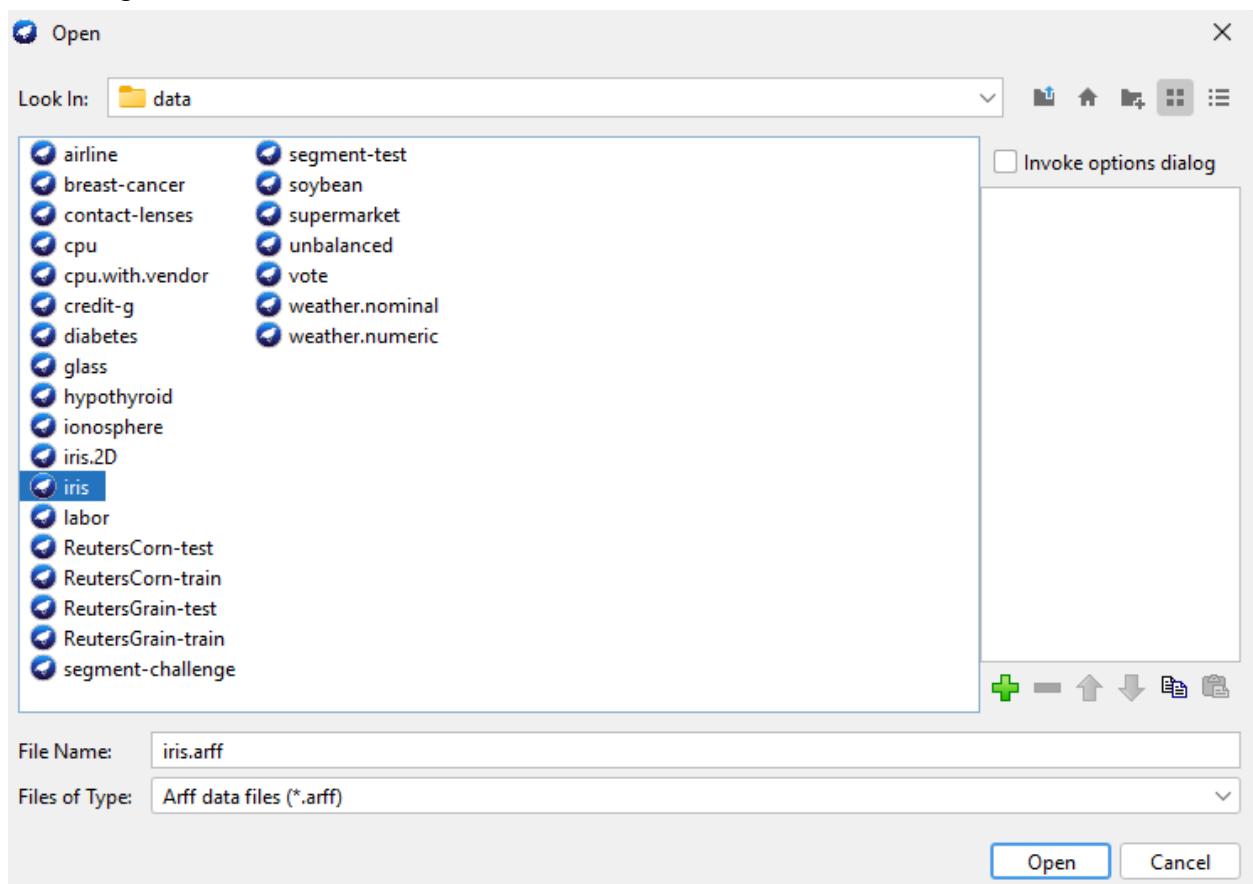 Open
Look In: data
airline
breast-cancer
contact-lenses
cpu
cpu.with.vendor
credit-g
diabetes
glass
hypothyroid
ionosphere
iris.2D
iris
labor
ReutersCorn-test
ReutersCorn-train
ReutersGrain-test
ReutersGrain-train
segment-challenge
segment-test
soybean
supermarket
unbalanced
vote
weather.nominal
weather.numeric
Invoke options dialog
File Name: iris.arff
Files of Type: Arff data files (*.arff)
Open Cancel